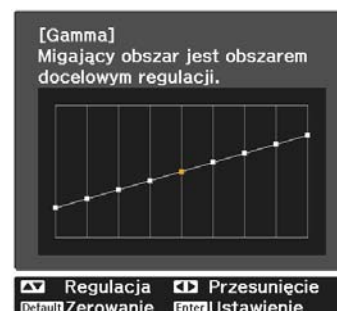 [Gamma]
Migający obszar jest obszarem
docelowym regulacji.
Regulacja Przesunięcie
Default Zerowanie Enter Ustawienie